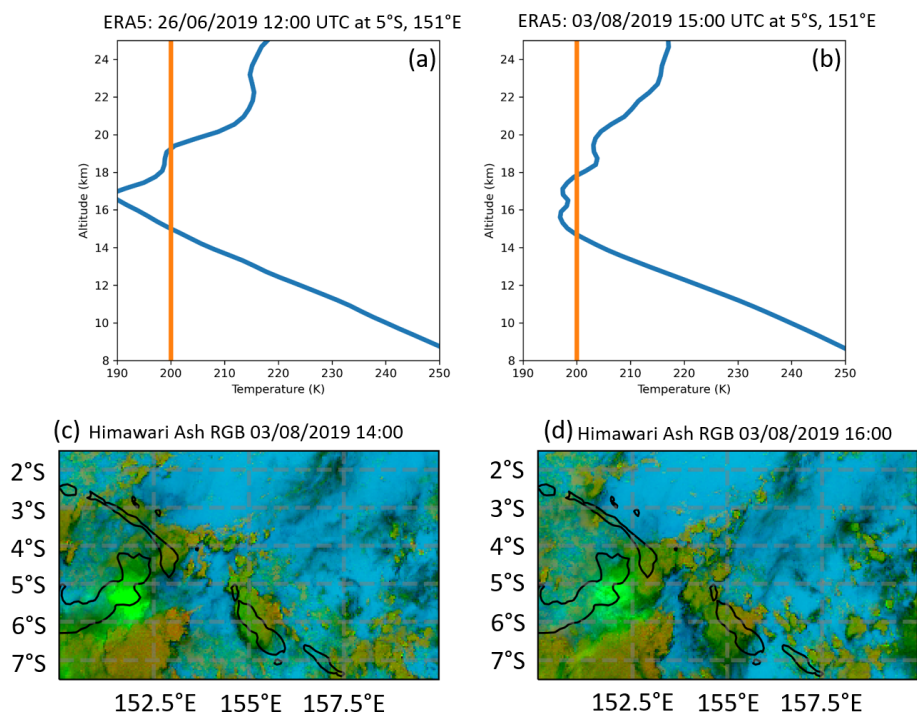 ERA5: 26/06/2019 12:00 UTC at 5°S, 151°E
(a)
24
22
20
18
16
14
12
10
8
Altitude (km)
190 200 210 220 230 240 250
Temperature (K)
ERA5: 03/08/2019 15:00 UTC at 5°S, 151°E
(b)
24
22
20
18
16
14
12
10
8
Altitude (km)
190 200 210 220 230 240 250
Temperature (K)
(c) Himawari Ash RGB 03/08/2019 14:00
2°S
3°S
4°S
5°S
6°S
7°S
152.5°E 155°E 157.5°E
(d) Himawari Ash RGB 03/08/2019 16:00
2°S
3°S
4°S
5°S
6°S
7°S
152.5°E 155°E 157.5°E